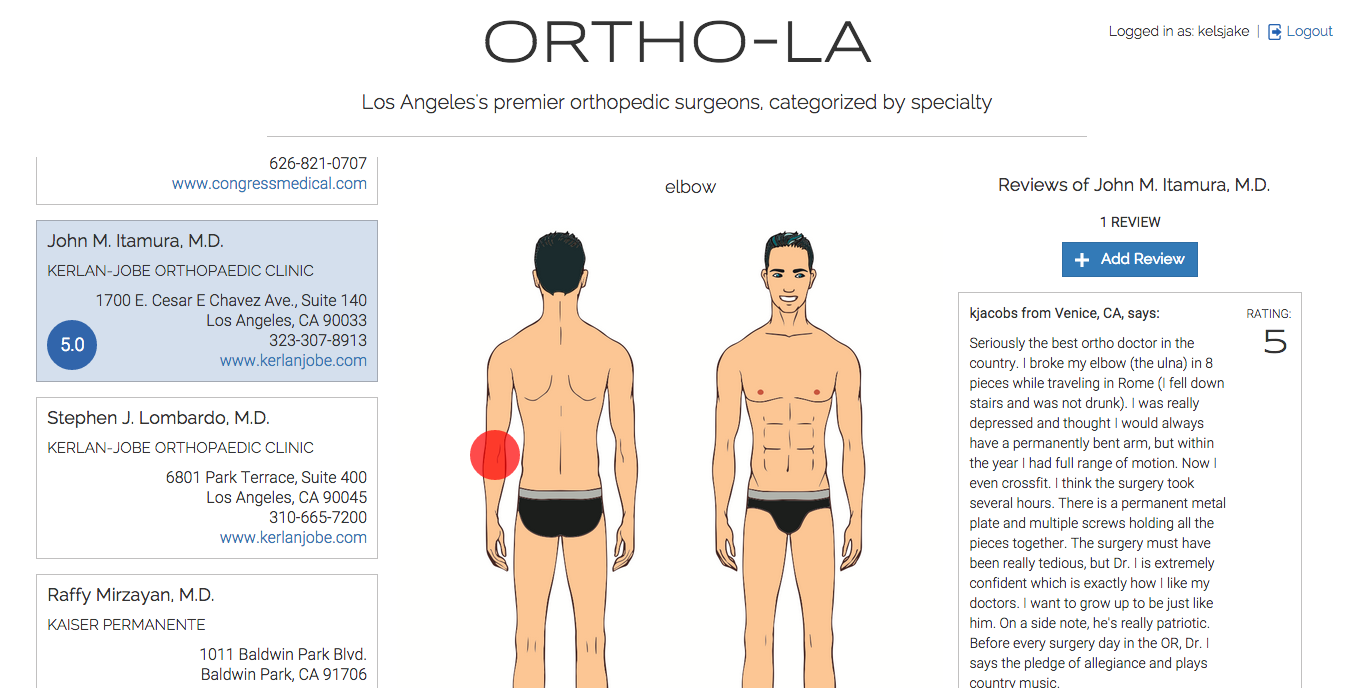 ORTHO-LA
Logged in as: kelsjake | Logout
Los Angeles's premier orthopedic surgeons, categorized by specialty
626-821-0707
www.congressmedical.com
John M. Itamura, M.D.
KERLAN-JOBE ORTHOPAEDIC CLINIC
1700 E. Cesar E Chavez Ave., Suite 140
Los Angeles, CA 90033
323-307-8913
www.kerlanjobe.com
5.0
Stephen J. Lombardo, M.D.
KERLAN-JOBE ORTHOPAEDIC CLINIC
6801 Park Terrace, Suite 400
Los Angeles, CA 90045
310-665-7200
www.kerlanjobe.com
Raffy Mirzayan, M.D.
KAISER PERMANENTE
1011 Baldwin Park Blvd.
Baldwin Park, CA 91706
elbow
Reviews of John M. Itamura, M.D.
1 REVIEW
+ Add Review
kjacobs from Venice, CA, says:
RATING:
5
Seriously the best ortho doctor in the
country. I broke my elbow (the ulna) in 8
pieces while traveling in Rome (I fell down
stairs and was not drunk). I was really
depressed and thought I would always
have a permanently bent arm, but within
the year I had full range of motion. Now I
even crossfit. I think the surgery took
several hours. There is a permanent metal
plate and multiple screws holding all the
pieces together. The surgery must have
been really tedious, but Dr. I is extremely
confident which is exactly how I like my
doctors. I want to grow up to be just like
him. On a side note, he's really patriotic.
Before every surgery day in the OR, Dr. I
says the pledge of allegiance and plays
country music.